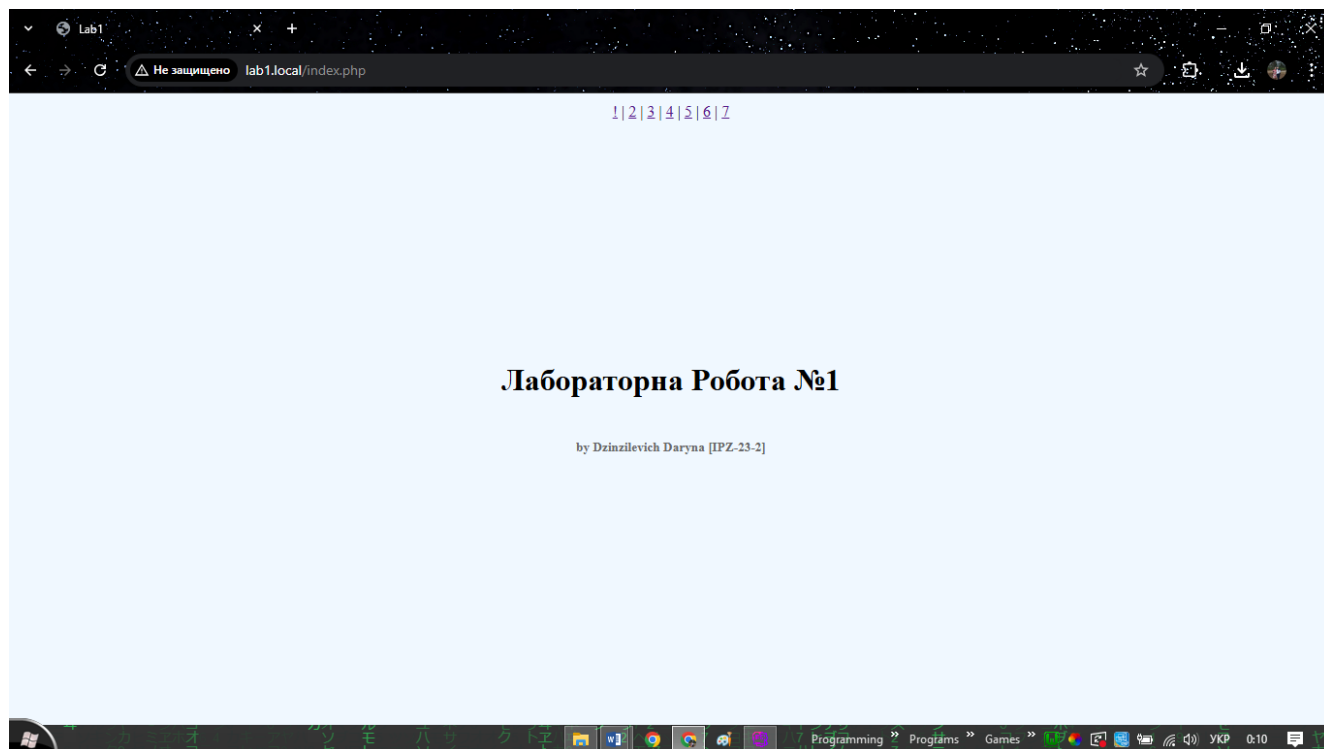 Lab1
Не защищено lab1.local/index.php
! | 2 | 3 | 4 | 5 | 6 | 7
Лабораторна Робота №1
by Dzinzilevich Daryna [IPZ-23-2]
Programming » Programs » Games » УКР 0:10